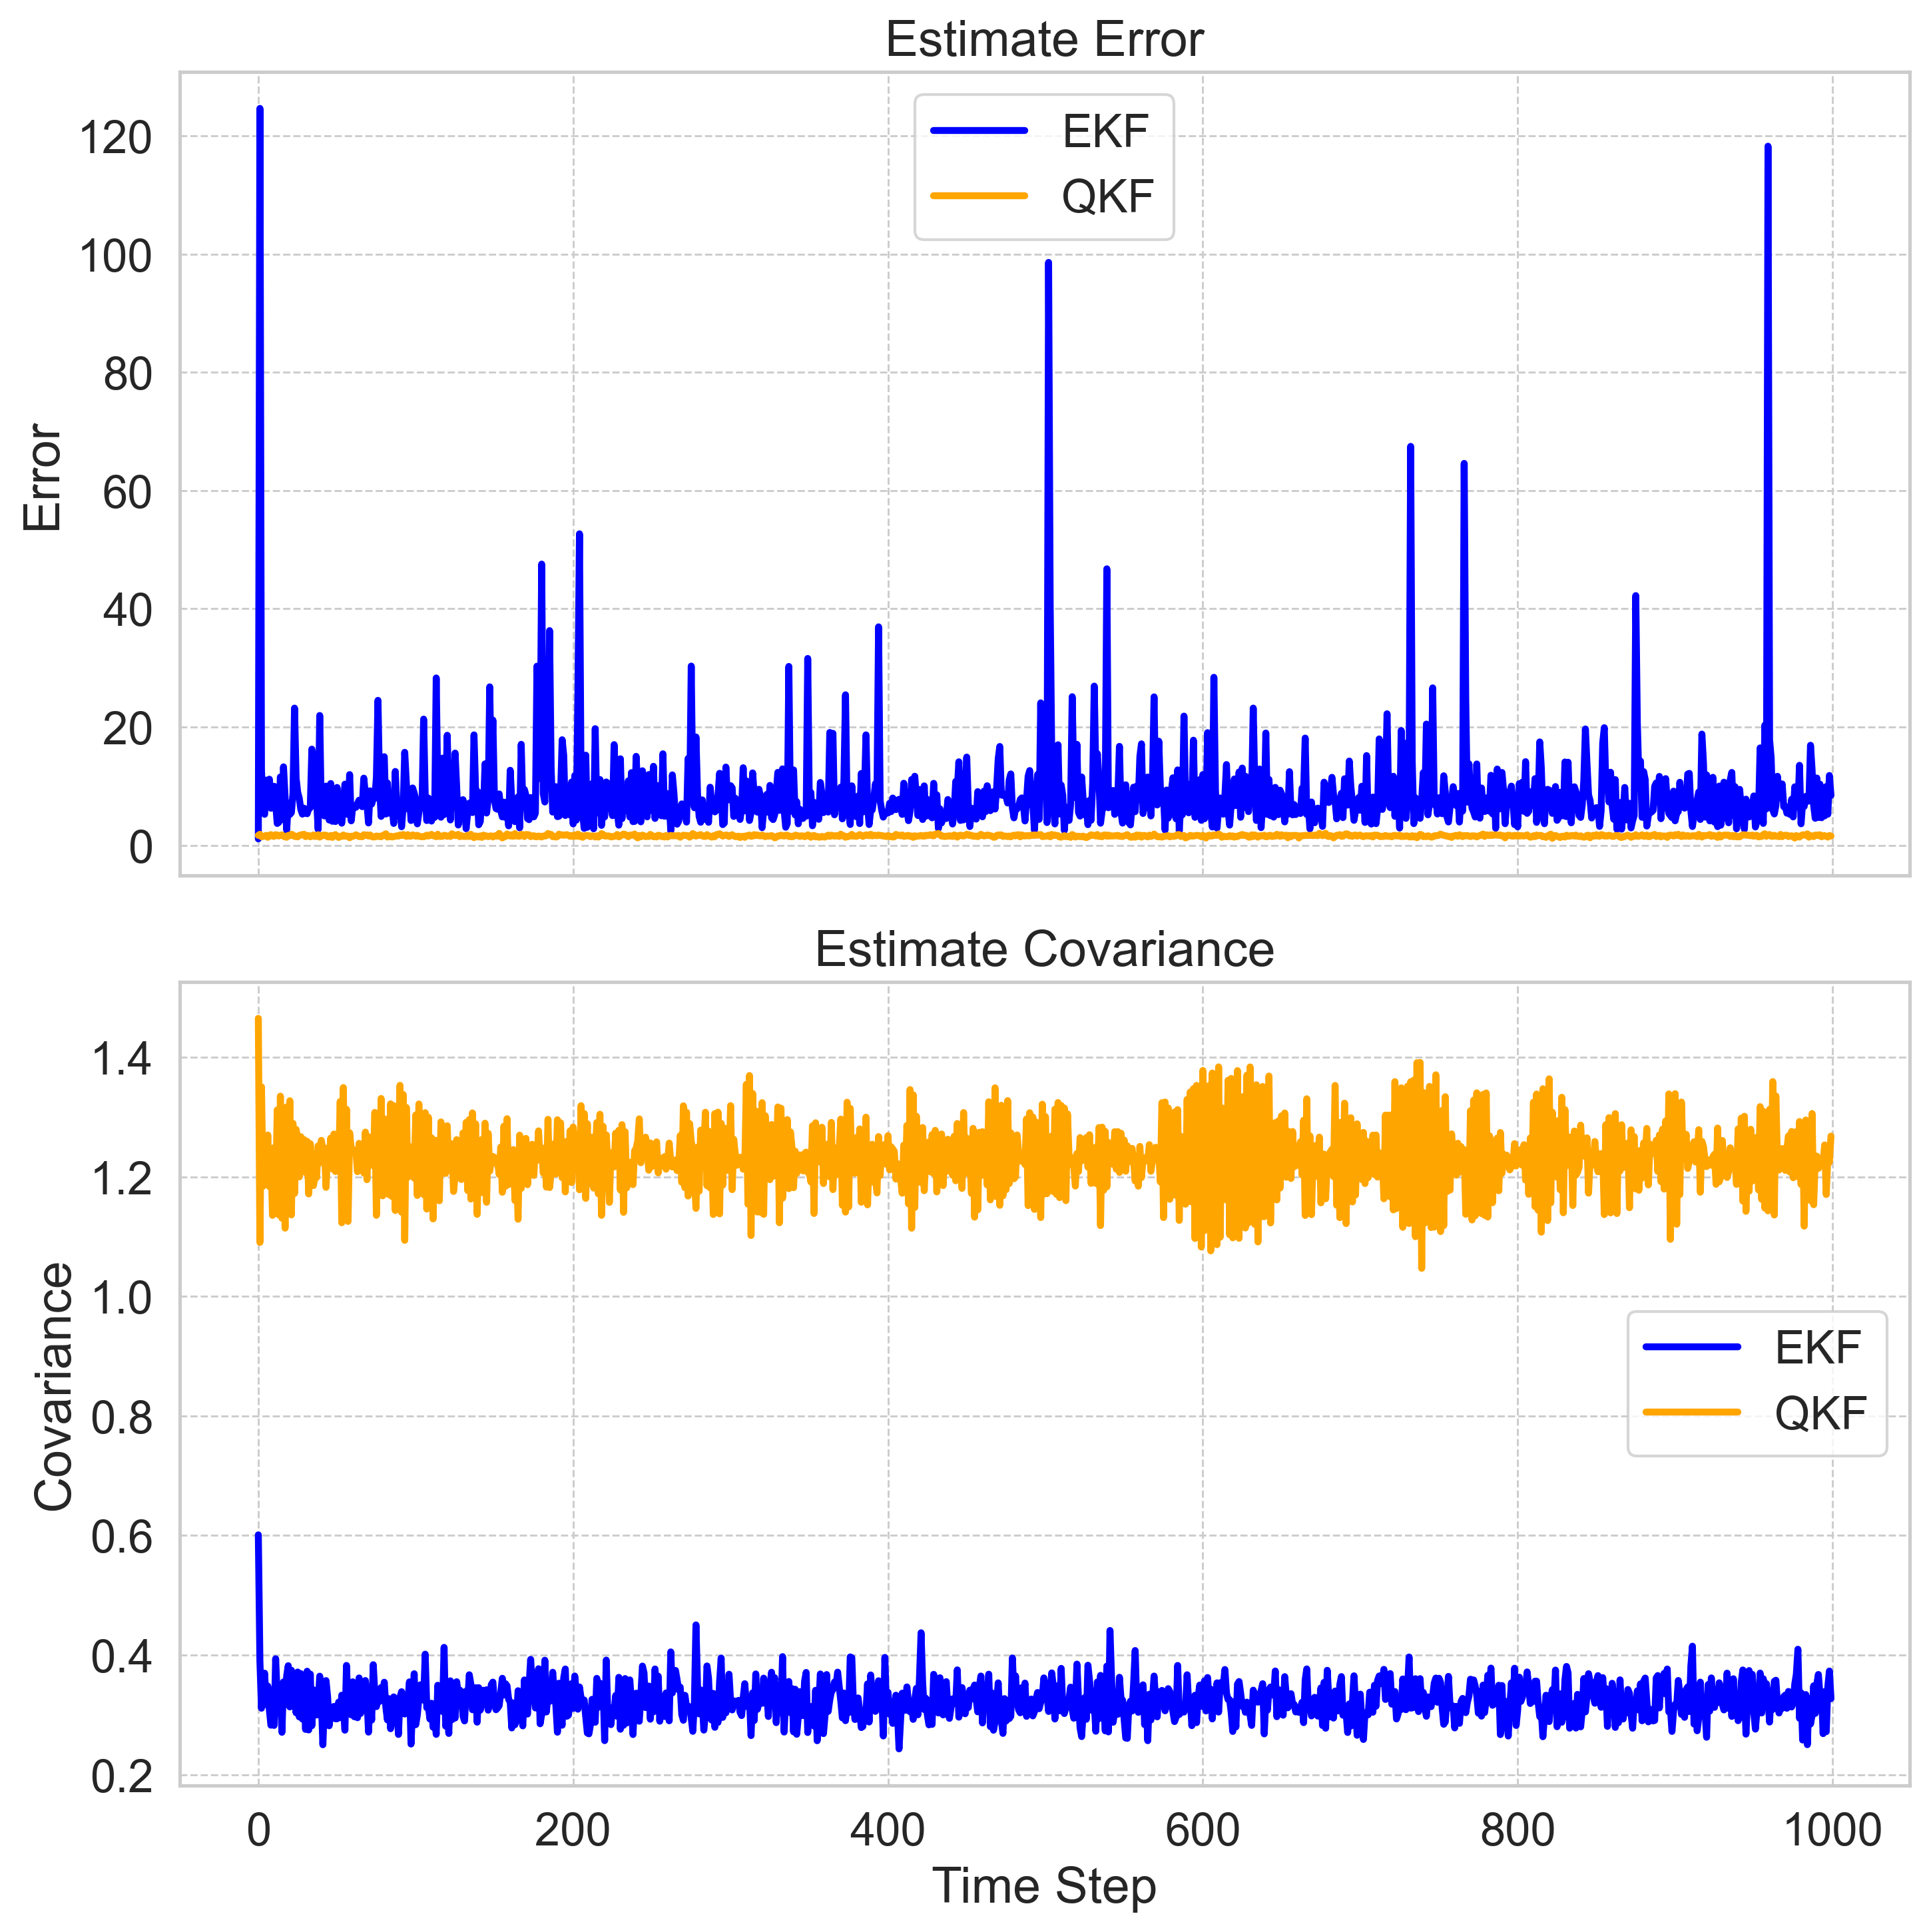 Estimate Error
120
100
80
60
40
20
0
Error
EKF
QKF
Estimate Covariance
1.4
1.2
1.0
0.8
0.6
0.4
0.2
Covariance
EKF
QKF
0 200 400 600 800 1000
Time Step